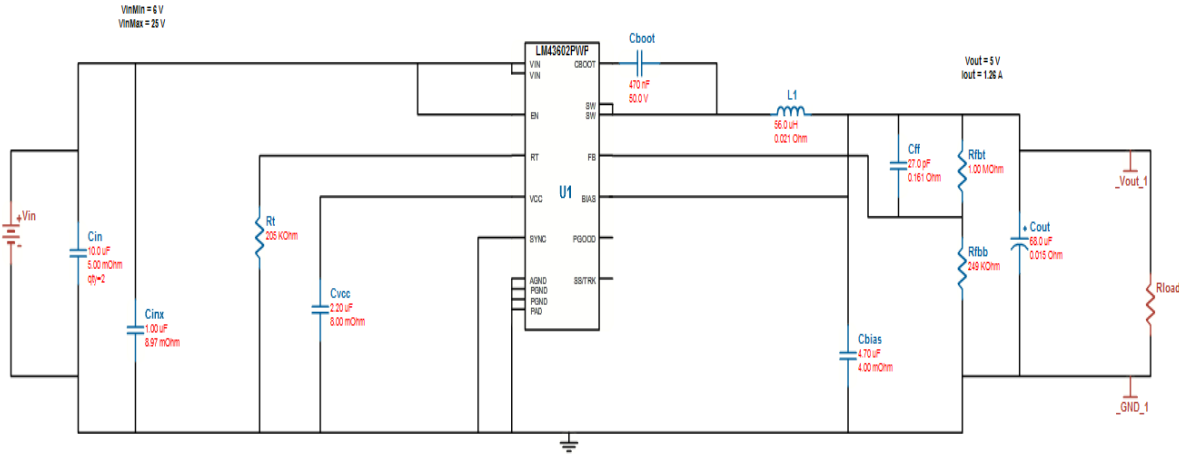 VinMin = 6 V
VinMax = 25 V
LM43602PWP
VIN
VIN
EN
RT
VCC
SYNC
AGND
PGND
PGND
PAD
CBOOT
SW
SW
FB
BIAS
PGOOD
SS/TRK
U1
Cboot
470 nF
50.0 V
L1
56.0 uH
0.021 Ohm
Vout = 5 V
Iout = 1.26 A
Cff
27.0 pF
0.161 Ohm
Rfbt
1.00 MOhm
_Vout_1
+Vin
-
Cin
10.0 uF
5.00 mOhm
qty=2
Cinx
1.00 uF
8.97 mOhm
Rt
205 KOhm
Cvcc
2.20 uF
8.00 mOhm
Cbias
4.70 uF
4.00 mOhm
Rfbb
249 KOhm
+ Cout
68.0 uF
0.015 Ohm
Rload
_GND_1